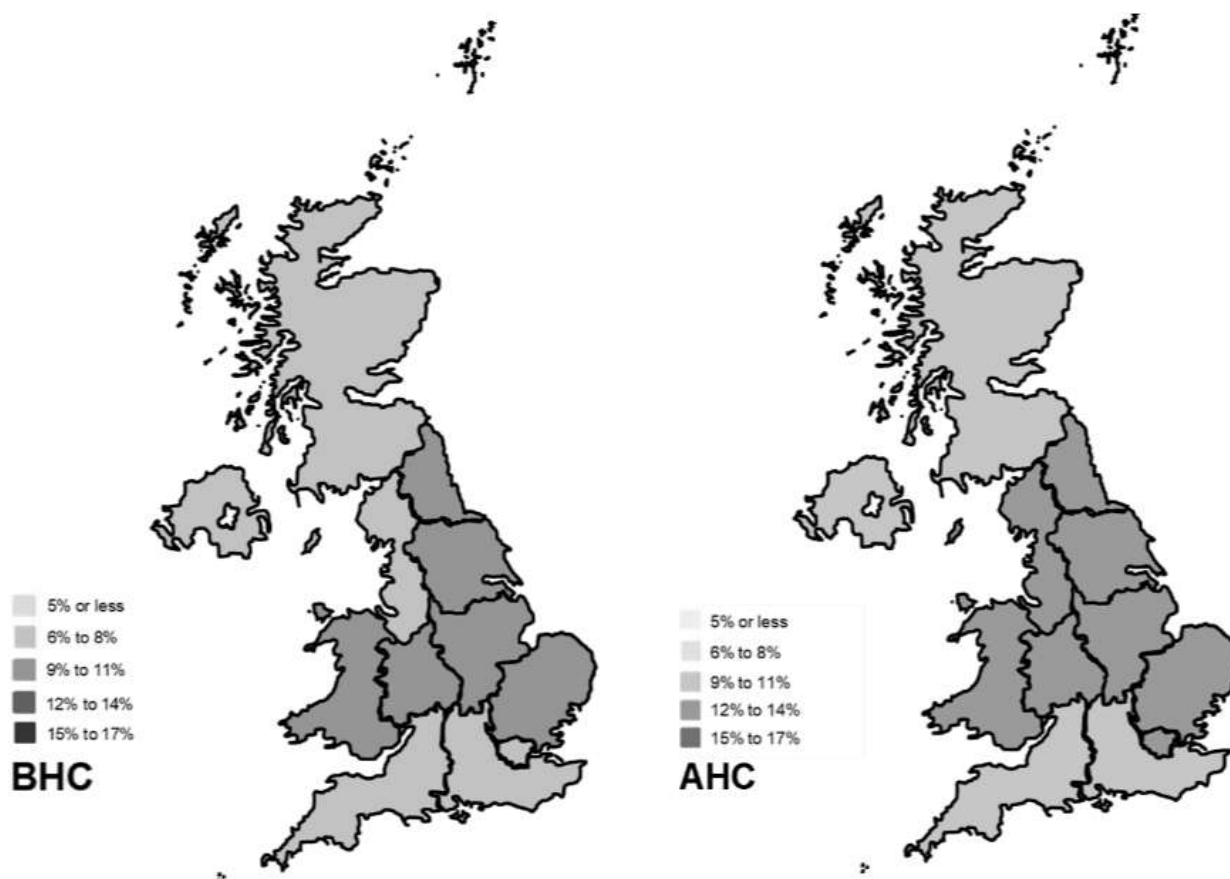 5% or less
6% to 8%
9% to 11%
12% to 14%
15% to 17%
BHC
5% or less
6% to 8%
9% to 11%
12% to 14%
15% to 17%
AHC